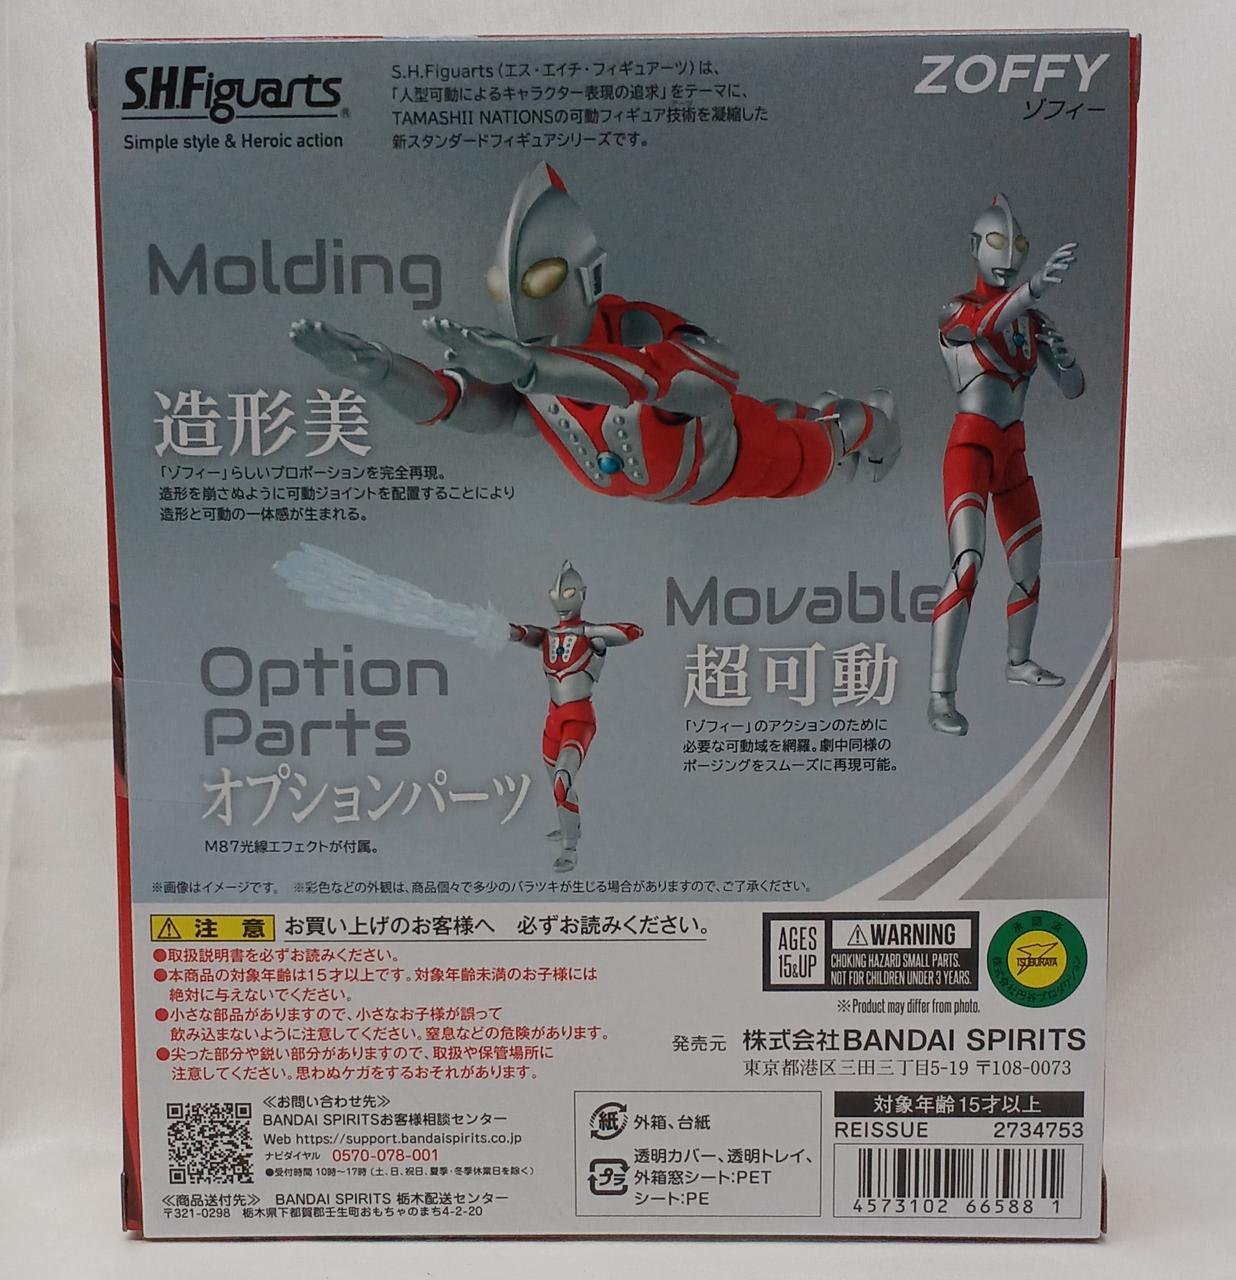 S.H.Figuarts®
Simple style & Heroic action
S.H.Figuarts(エス・エイチ・フィギュアーツ)は、
「人型可動によるキャラクター表現の追求」をテーマに、
TAMASHII NATIONSの可動フィギュア技術を凝縮した
新スタンダードフィギュアシリーズです。
ZOFFY
ゾフィー
Molding
造形美
「ゾフィー」らしいプロポーションを完全再現。
造形を崩さぬように可動ジョイントを配置することにより
造形と可動の一体感が生まれる。
Movable
超可動
「ゾフィー」のアクションのために
必要な可動域を網羅。劇中同様の
ポージングをスムーズに再現可能。
Option
Parts
オプションパーツ
M87光線エフェクトが付属。
※画像はイメージです。 ※彩色などの外観は、商品個々で多少のバラツキが生じる場合がありますので、ご了承ください。
注意 お買い上げのお客様へ 必ずお読みください。
●取扱説明書を必ずお読みください。
●本商品の対象年齢は15才以上です。対象年齢未満のお子様には
絶対に与えないでください。
●小さな部品がありますので、小さなお子様が誤って
飲み込まないように注意してください。窒息などの危険があります。
●尖った部分や鋭い部分がありますので、取扱や保管場所に
注意してください。思わぬケガをするおそれがあります。
AGES
15&UP
WARNING
CHOKING HAZARD SMALL PARTS.
NOT FOR CHILDREN UNDER 3 YEARS.
※Product may differ from photo.
承認済
TSUBURAYA
株式会社円谷プロダクション
発売元 株式会社BANDAI SPIRITS
東京都港区三田三丁目5-19 〒108-0073
≪お問い合わせ先≫
BANDAI SPIRITSお客様相談センター
Web https://support.bandaispirits.co.jp
ナビダイヤル 0570-078-001
●受付時間 10時~17時(土、日、祝日、夏季・冬季休業日を除く)
≪商品送付先≫ BANDAI SPIRITS 栃木配送センター
〒321-0298 栃木県下都賀郡壬生町おもちゃのまち4-2-20
紙 外箱、台紙
プラ
透明カバー、透明トレイ、
外箱窓シート:PET
シート:PE
対象年齢15才以上
REISSUE 2734753
4573102 66588 1